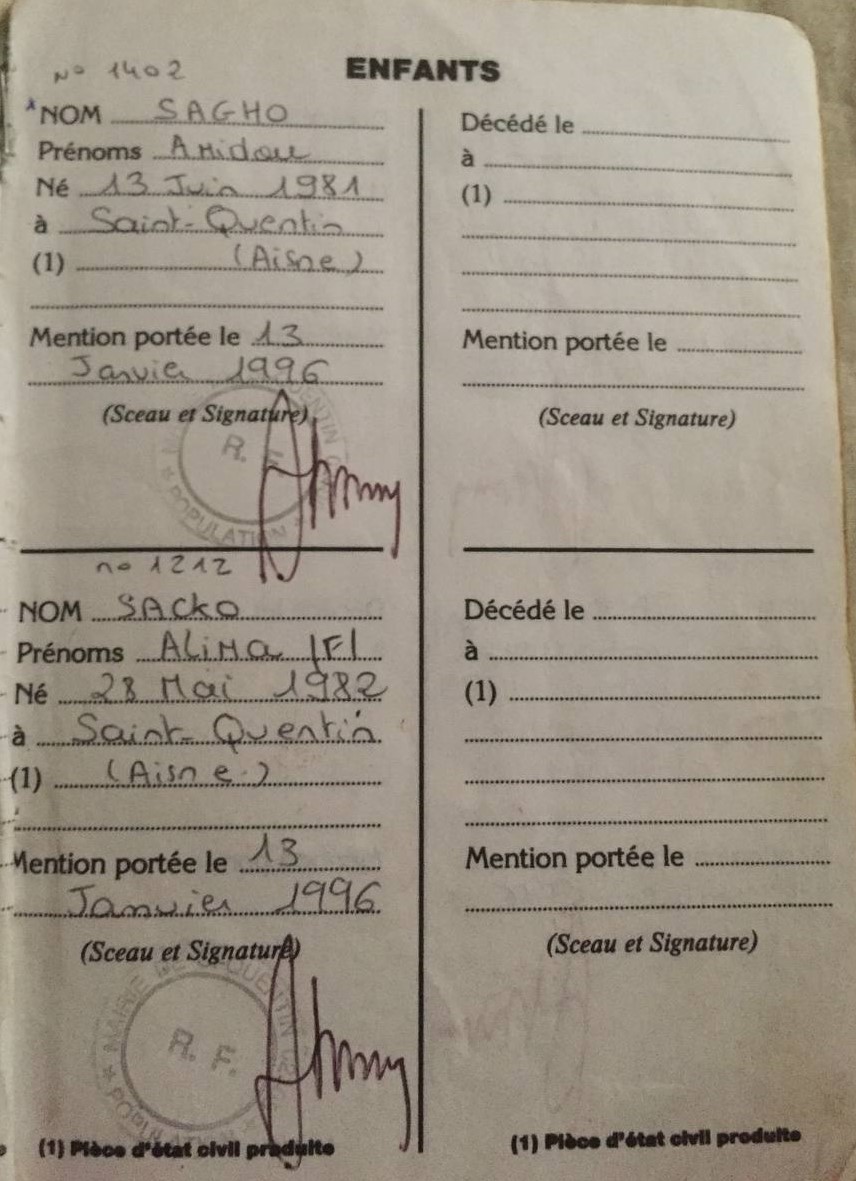 ENFANTS
N° 1402
NOM SAGHO
Prénoms Amidou
Né 13 Juin 1981
à Saint-Quentin
(1) (Aisne)
Mention portée le 13
Janvier 1996
(Sceau et Signature)
R. F.
POPULATION
n° 1212
NOM SACKO
Prénoms ALIMA (F)
Né 28 Mai 1982
à Saint-Quentin
(1) (Aisne)
Mention portée le 13
Janvier 1996
(Sceau et Signature)
MAIRIE DE ST QUENTIN
R. F.
POPULATION
(1) Pièce d'état civil produite
Décédé le
à
(1)
Mention portée le
(Sceau et Signature)
Décédé le
à
(1)
Mention portée le
(Sceau et Signature)
(1) Pièce d'état civil produite